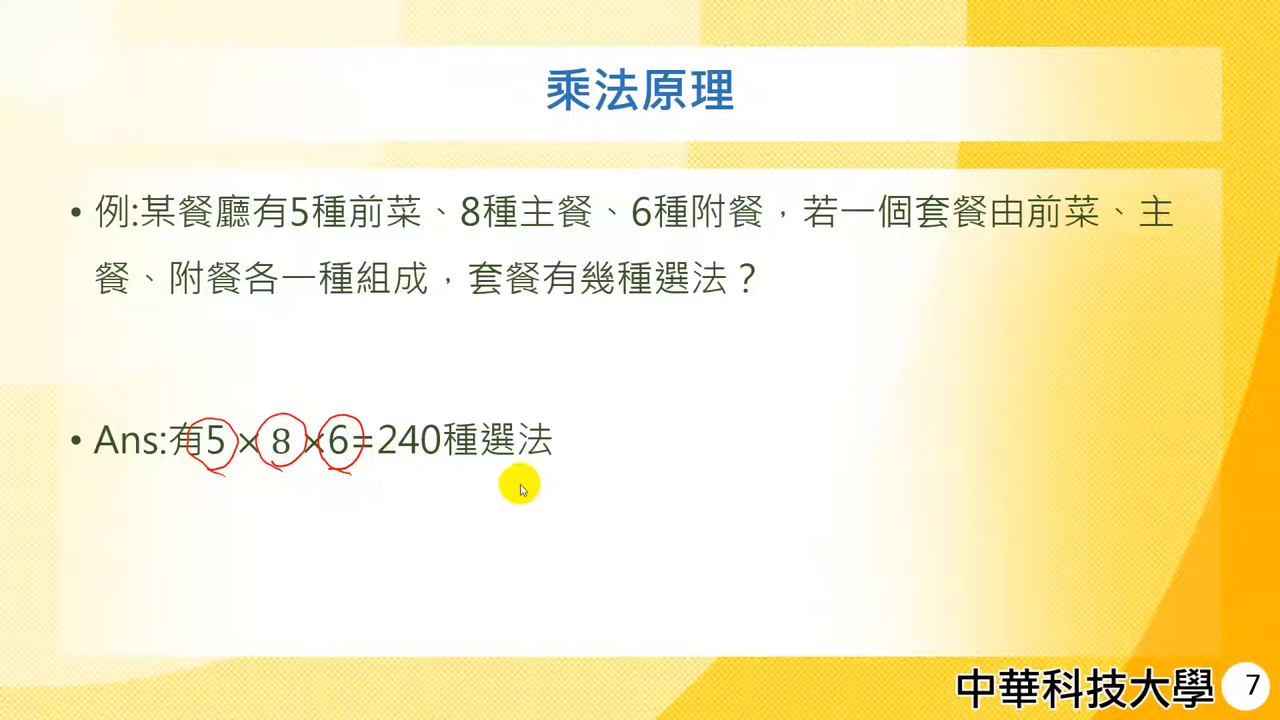 乘法原理
• 例:某餐廳有5種前菜、8種主餐、6種附餐，若一個套餐由前菜、主
餐、附餐各一種組成，套餐有幾種選法？
• Ans:有5×8×6=240種選法
中華科技大學 7